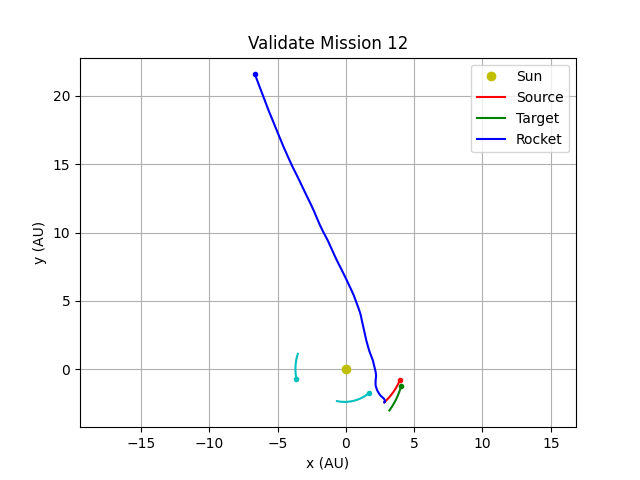 Validate Mission 12
Sun
Source
Target
Rocket
20
15
10
5
0
−15
−10
−5
0
5
10
15
y (AU)
x (AU)